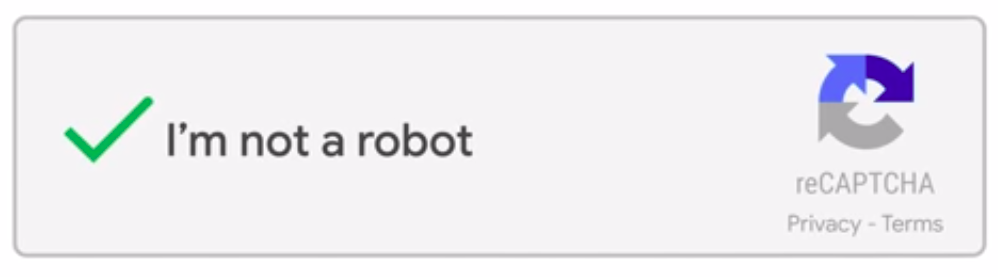 I’m not a robot
reCAPTCHA
Privacy - Terms